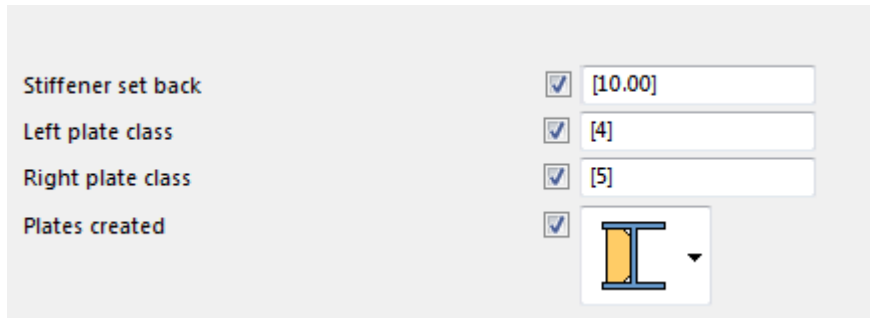 Stiffener set back [10.00]
Left plate class [4]
Right plate class [5]
Plates created